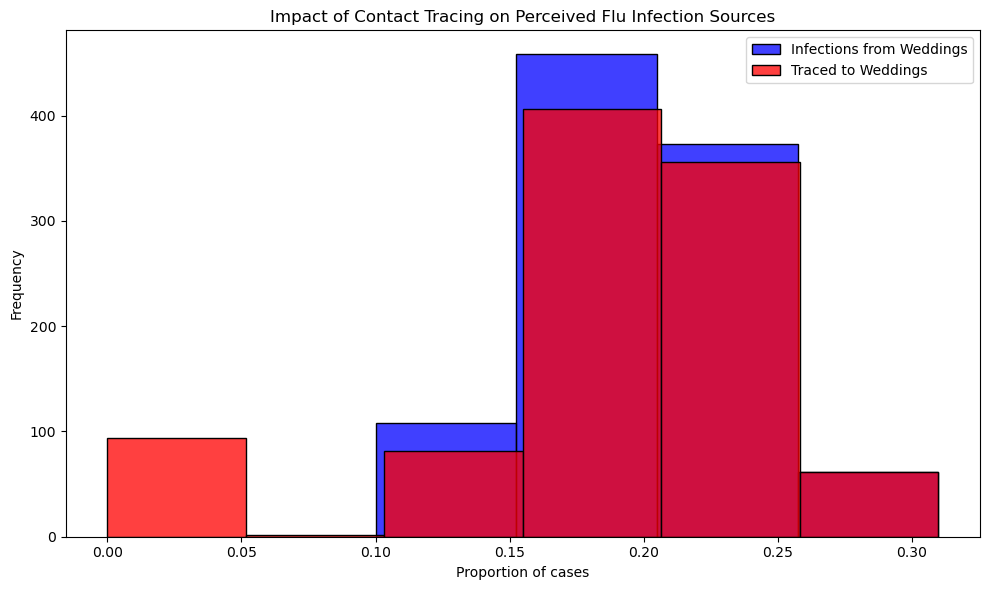 Impact of Contact Tracing on Perceived Flu Infection Sources
Infections from Weddings
Traced to Weddings
Frequency
400
300
200
100
0
0.00 0.05 0.10 0.15 0.20 0.25 0.30
Proportion of cases